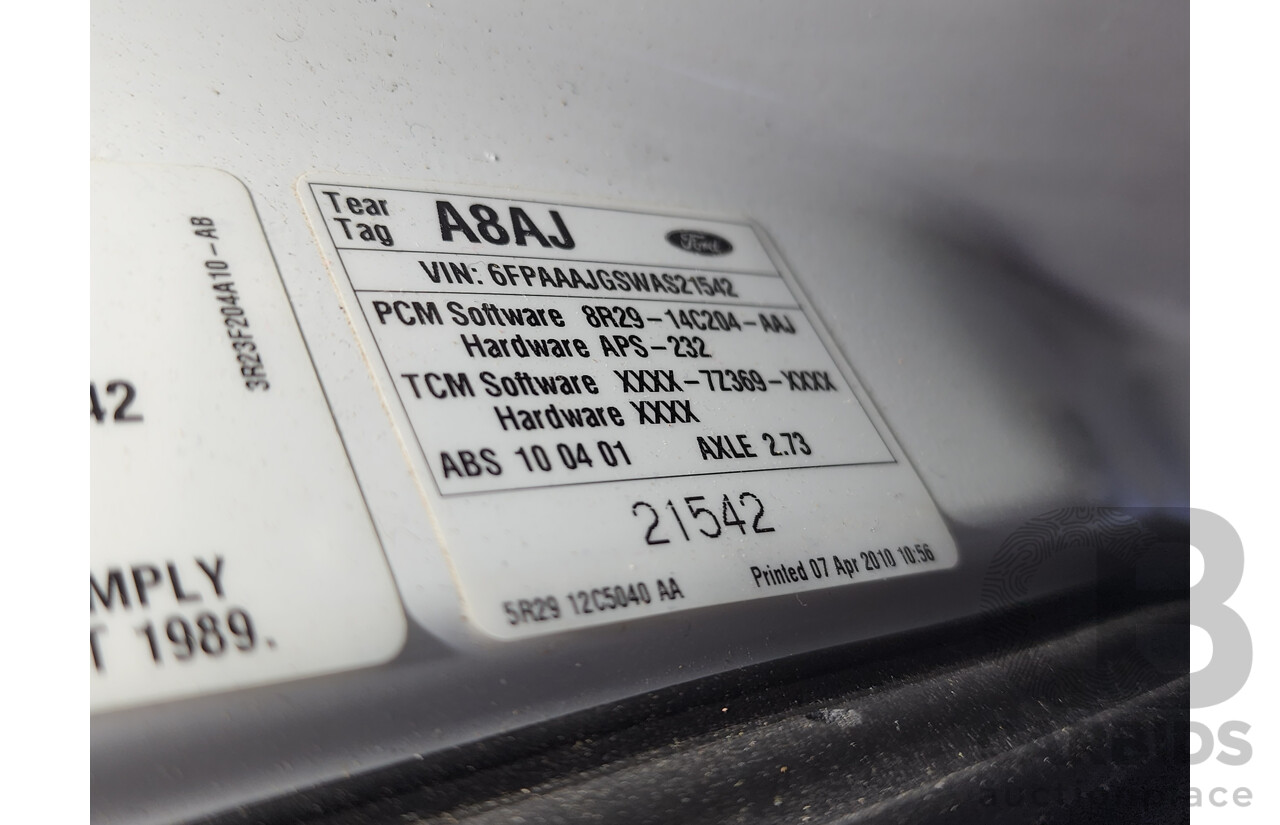 3R23F204A10-AB
42
MPLY
T 1989.
Tear
Tag
A8AJ
Ford
VIN: 6FPAAAJGSWAS21542
PCM Software 8R29-14C204-AAJ
Hardware APS-232
TCM Software XXXX-7Z369-XXXX
Hardware XXXX
ABS 10 04 01 AXLE 2.73
21542
5R29 12C5040 AA
Printed 07 Apr 2010 10:56